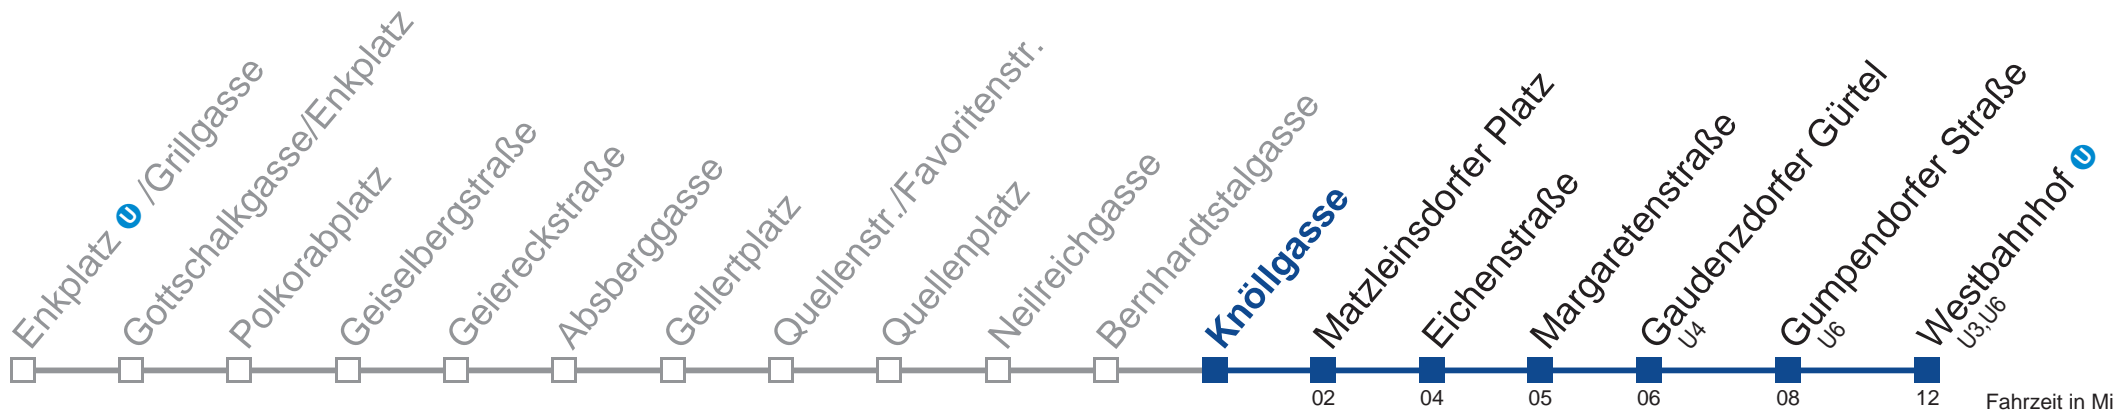 Enkplatz U /Grillgasse
Gottschalkgasse/Enkplatz
Polkorabplatz
Geiselbergstraße
Geiereckstraße
Absberggasse
Gellertplatz
Quellenstr./Favoritenstr.
Quellenplatz
Neilreichgasse
Bernhardtstalgasse
Knöllgasse
Matzleinsdorfer Platz
Eichenstraße
Margaretenstraße
Gaudenzdorfer Gürtel
U4
Gumpendorfer Straße
U6
Westbahnhof U
U3,U6
02 04 05 06 08 12
Fahrzeit in Mi